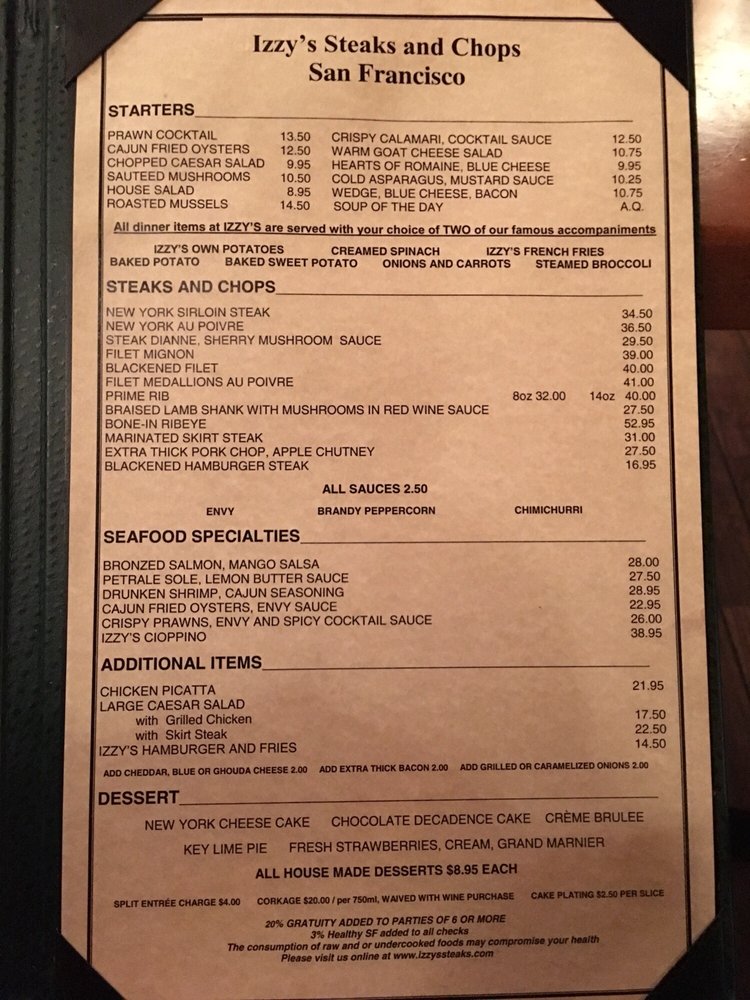 Izzy's Steaks and Chops
San Francisco
STARTERS
PRAWN COCKTAIL 13.50 CRISPY CALAMARI, COCKTAIL SAUCE 12.50
CAJUN FRIED OYSTERS 12.50 WARM GOAT CHEESE SALAD 10.75
CHOPPED CAESAR SALAD 9.95 HEARTS OF ROMAINE, BLUE CHEESE 9.95
SAUTEED MUSHROOMS 10.50 COLD ASPARAGUS, MUSTARD SAUCE 10.25
HOUSE SALAD 8.95 WEDGE, BLUE CHEESE, BACON 10.75
ROASTED MUSSELS 14.50 SOUP OF THE DAY A.Q.
All dinner items at IZZY'S are served with your choice of TWO of our famous accompaniments
IZZY'S OWN POTATOES CREAMED SPINACH IZZY'S FRENCH FRIES
BAKED POTATO BAKED SWEET POTATO ONIONS AND CARROTS STEAMED BROCCOLI
STEAKS AND CHOPS
NEW YORK SIRLOIN STEAK 34.50
NEW YORK AU POIVRE 36.50
STEAK DIANNE, SHERRY MUSHROOM SAUCE 29.50
FILET MIGNON 39.00
BLACKENED FILET 40.00
FILET MEDALLIONS AU POIVRE 41.00
PRIME RIB 8oz 32.00 14oz 40.00
BRAISED LAMB SHANK WITH MUSHROOMS IN RED WINE SAUCE 27.50
BONE-IN RIBEYE 52.95
MARINATED SKIRT STEAK 31.00
EXTRA THICK PORK CHOP, APPLE CHUTNEY 27.50
BLACKENED HAMBURGER STEAK 16.95
ALL SAUCES 2.50
ENVY BRANDY PEPPERCORN CHIMICHURRI
SEAFOOD SPECIALTIES
BRONZED SALMON, MANGO SALSA 28.00
PETRALE SOLE, LEMON BUTTER SAUCE 27.50
DRUNKEN SHRIMP, CAJUN SEASONING 28.95
CAJUN FRIED OYSTERS, ENVY SAUCE 22.95
CRISPY PRAWNS, ENVY AND SPICY COCKTAIL SAUCE 26.00
IZZY'S CIOPPINO 38.95
ADDITIONAL ITEMS
CHICKEN PICATTA 21.95
LARGE CAESAR SALAD
with Grilled Chicken 17.50
with Skirt Steak 22.50
IZZY'S HAMBURGER AND FRIES 14.50
ADD CHEDDAR, BLUE OR GHOUDA CHEESE 2.00 ADD EXTRA THICK BACON 2.00 ADD GRILLED OR CARAMELIZED ONIONS 2.00
DESSERT
NEW YORK CHEESE CAKE CHOCOLATE DECADENCE CAKE CRÈME BRULEE
KEY LIME PIE FRESH STRAWBERRIES, CREAM, GRAND MARNIER
ALL HOUSE MADE DESSERTS $8.95 EACH
SPLIT ENTRÉE CHARGE $4.00 CORKAGE $20.00 / per 750ml, WAIVED WITH WINE PURCHASE CAKE PLATING $2.50 PER SLICE
20% GRATUITY ADDED TO PARTIES OF 6 OR MORE
3% Healthy SF added to all checks
The consumption of raw and or undercooked foods may compromise your health
Please visit us online at www.izzyssteaks.com